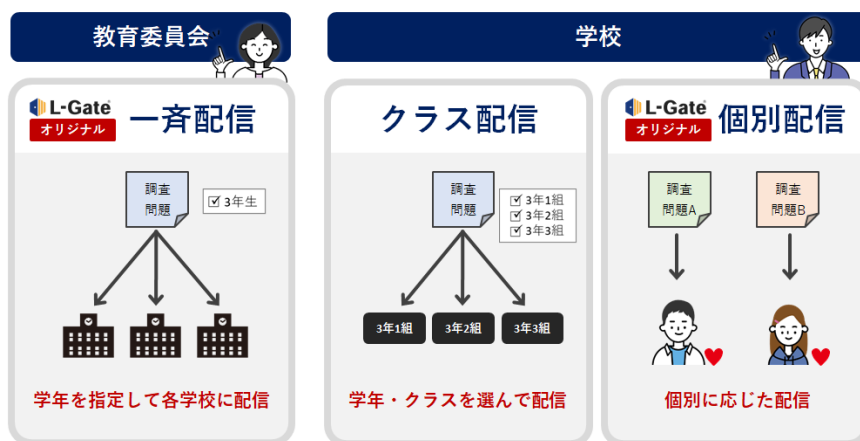 教育委員会
学校
L-Gate
オリジナル
一斉配信
調査
問題
3年生
学年を指定して各学校に配信
クラス配信
調査
問題
3年1組
3年2組
3年3組
3年1組
3年2組
3年3組
学年・クラスを選んで配信
L-Gate
オリジナル
個別配信
調査
問題A
調査
問題B
個別に応じた配信